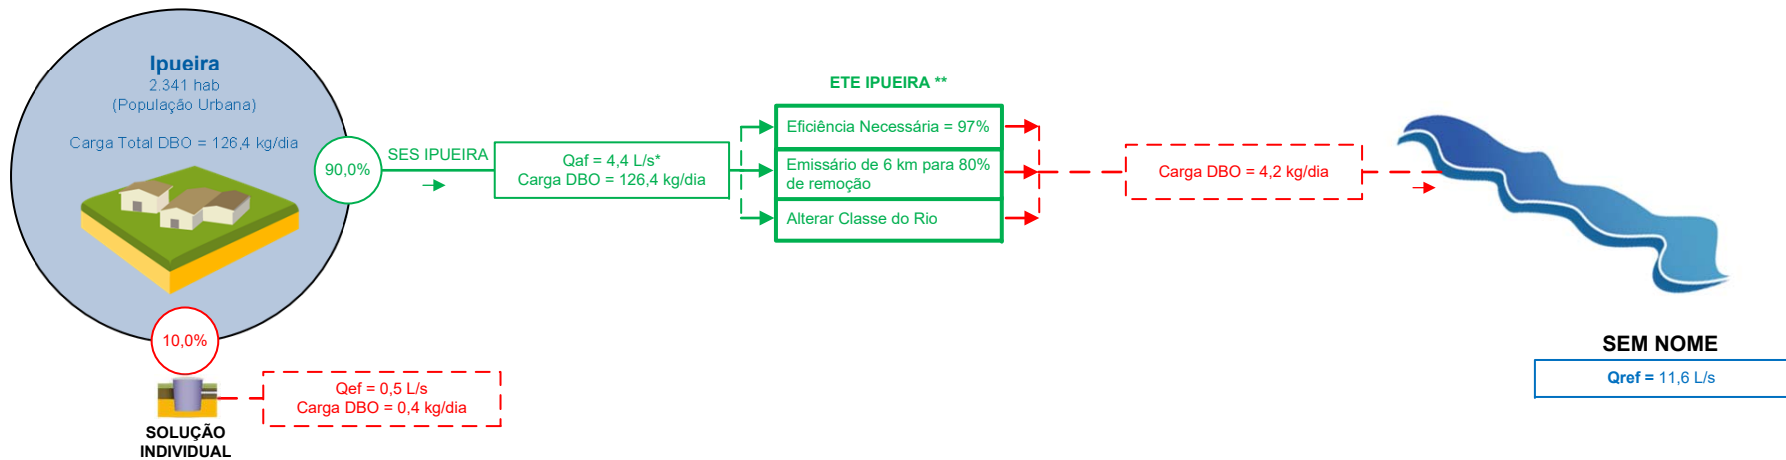 Ipueira
2.341 hab
(População Urbana)
Carga Total DBO = 126,4 kg/dia
90,0%
SES IPUEIRA
Qaf = 4,4 L/s*
Carga DBO = 126,4 kg/dia
ETE IPUEIRA **
Eficiência Necessária = 97%
Emissário de 6 km para 80%
de remoção
Alterar Classe do Rio
Carga DBO = 4,2 kg/dia
SEM NOME
Qref = 11,6 L/s
10,0%
Qef = 0,5 L/s
Carga DBO = 0,4 kg/dia
SOLUÇÃO
INDIVIDUAL